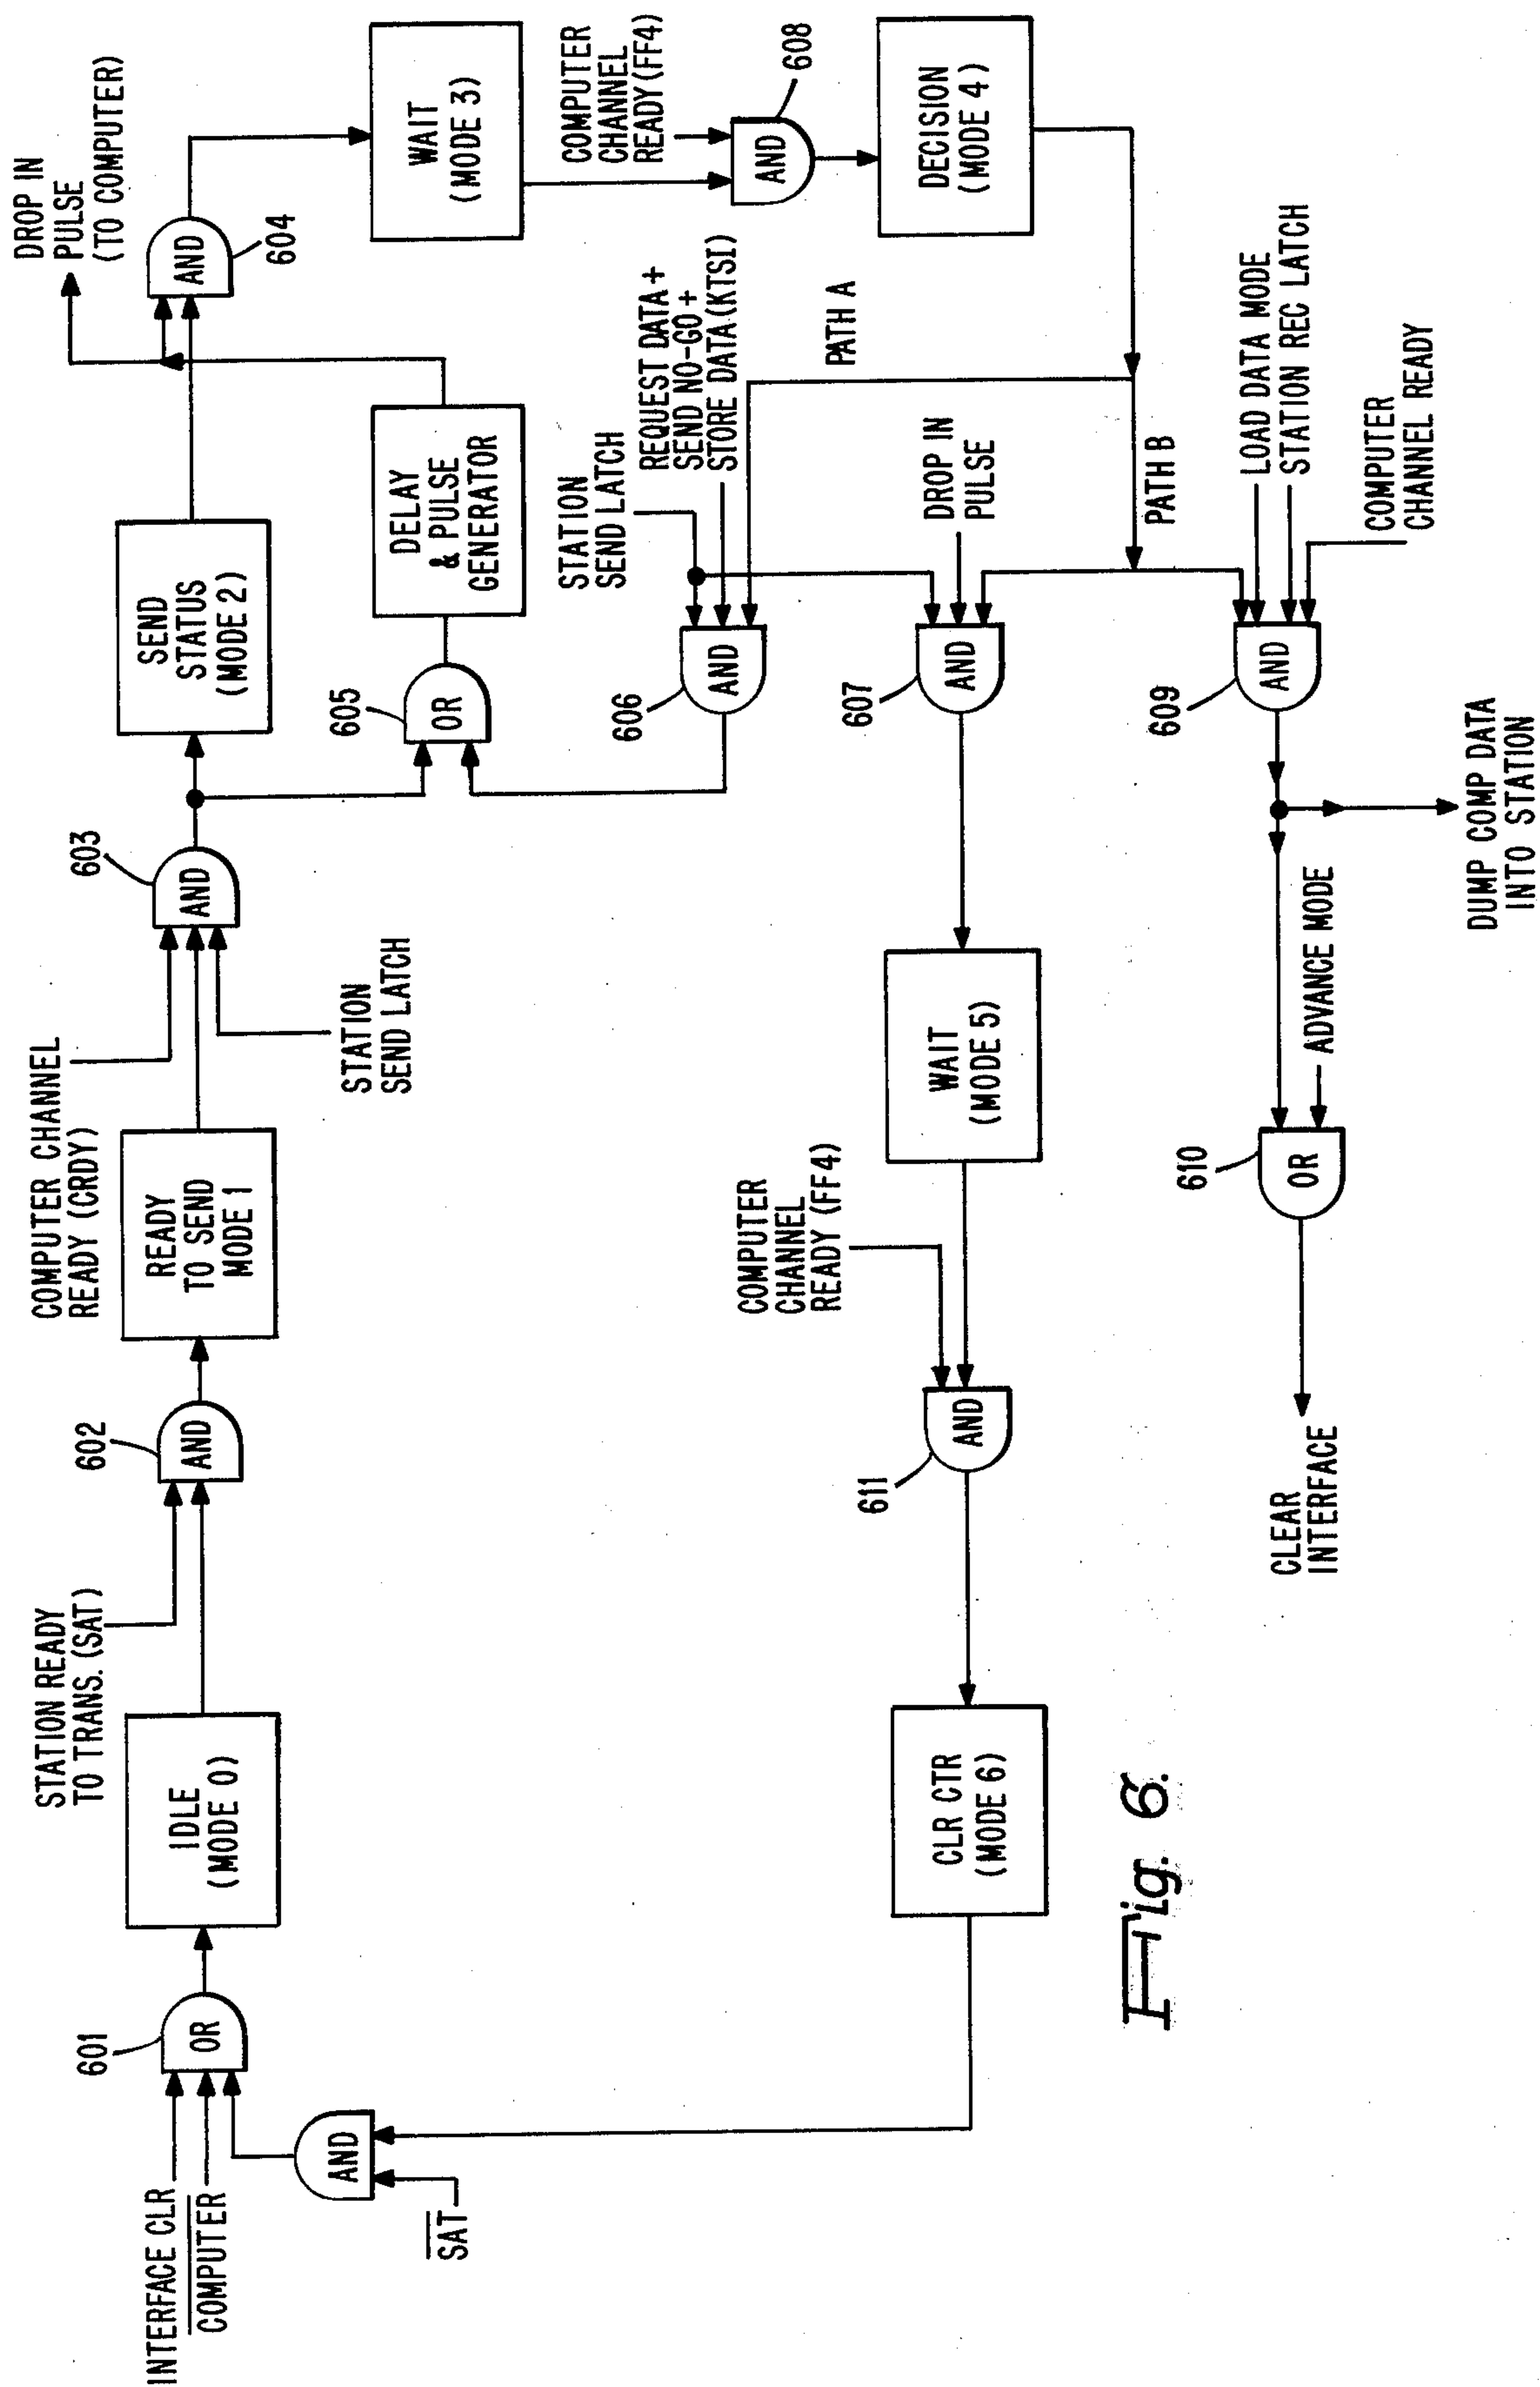 INTERFACE CLR
COMPUTER
601
OR
AND
SAT
IDLE
(MODE 0)
STATION READY
TO TRANS. (SAT)
602
AND
READY
TO SEND
MODE 1
COMPUTER CHANNEL
READY (CRDY)
603
AND
STATION
SEND LATCH
SEND
STATUS
(MODE 2)
605
OR
DELAY
& PULSE
GENERATOR
DROP IN
PULSE
(TO COMPUTER)
AND
604
WAIT
(MODE 3)
COMPUTER
CHANNEL
READY (FF4)
AND
608
DECISION
(MODE 4)
PATH A
STATION
SEND LATCH
REQUEST DATA +
SEND NO-GO +
STORE DATA (KTSI)
606
AND
DROP IN
PULSE
607
AND
PATH B
LOAD DATA MODE
STATION REC LATCH
COMPUTER
CHANNEL READY
609
AND
DUMP COMP DATA
INTO STATION
ADVANCE MODE
610
OR
CLEAR
INTERFACE
WAIT
(MODE 5)
COMPUTER
CHANNEL
READY (FF4)
611
AND
CLR CTR
(MODE 6)
Fig. 6.